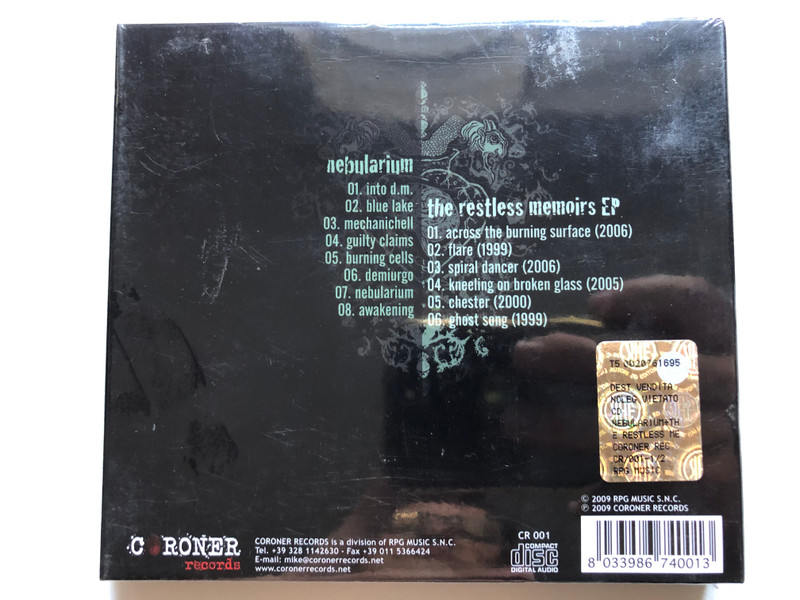 nebularium
01. into d.m.
02. blue lake
03. mechanichell
04. guilty claims
05. burning cells
06. demiurgo
07. nebularium
08. awakening
the restless memoirs EP
01. across the burning surface (2006)
02. flare (1999)
03. spiral dancer (2006)
04. kneeling on broken glass (2005)
05. chester (2000)
06. ghost song (1999)
DEST VENDITA
NOLEG VIETATO
CD
NEBULARIUM+TH
E RESTLESS ME
CORONER REC
CR/001-1/2
RPG MUSIC
© 2009 RPG MUSIC S.N.C.
℗ 2009 CORONER RECORDS
CORONER
records
CORONER RECORDS is a division of RPG MUSIC S.N.C.
Tel. +39 328 1142630 - Fax +39 011 5366424
E-mail: mike@coronerrecords.net
www.coronerrecords.net
CR 001
COMPACT
disc
DIGITAL AUDIO
8 033986 740013